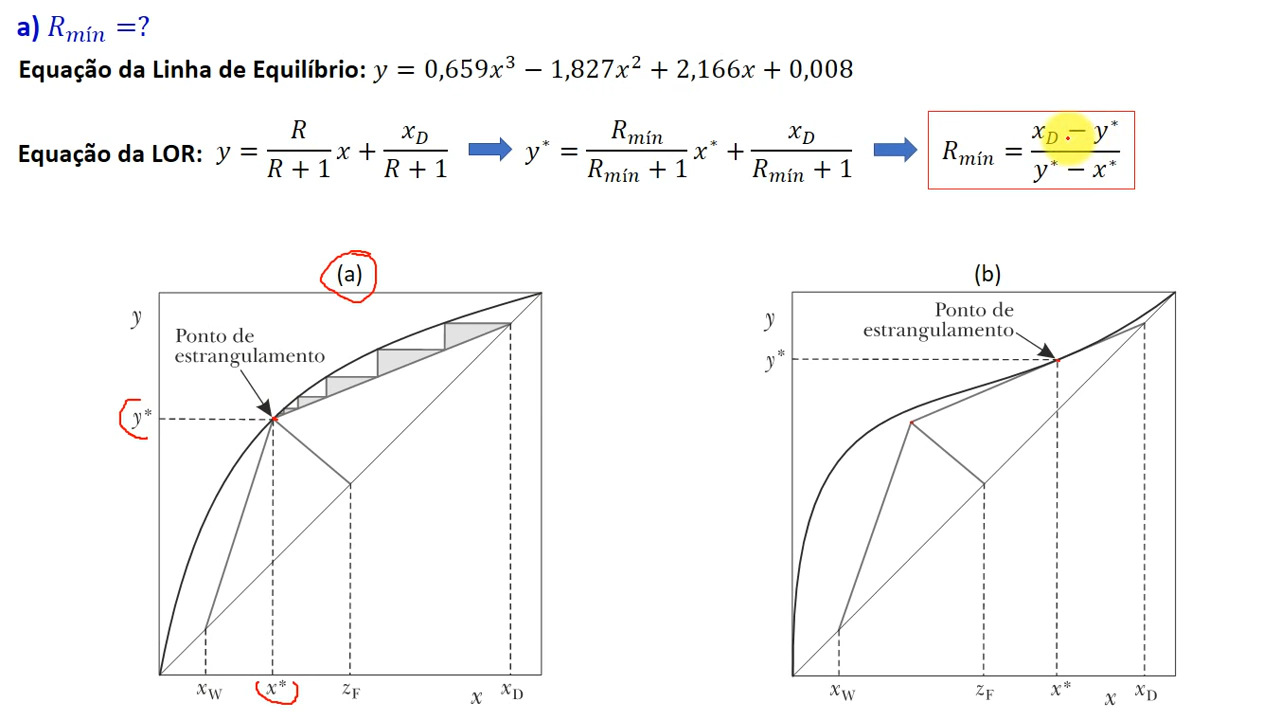 a) R_mín =?
Equação da Linha de Equilíbrio: y = 0,659x³ − 1,827x² + 2,166x + 0,008
Equação da LOR: y = R/(R + 1) x + x_D/(R + 1) ➡ y* = R_mín/(R_mín + 1) x* + x_D/(R_mín + 1) ➡ R_mín = (x_D − y*)/(y* − x*)
(a)
y
Ponto de
estrangulamento
y*
x_W x* z_F x x_D
(b)
y
Ponto de
estrangulamento
y*
x_W z_F x* x x_D